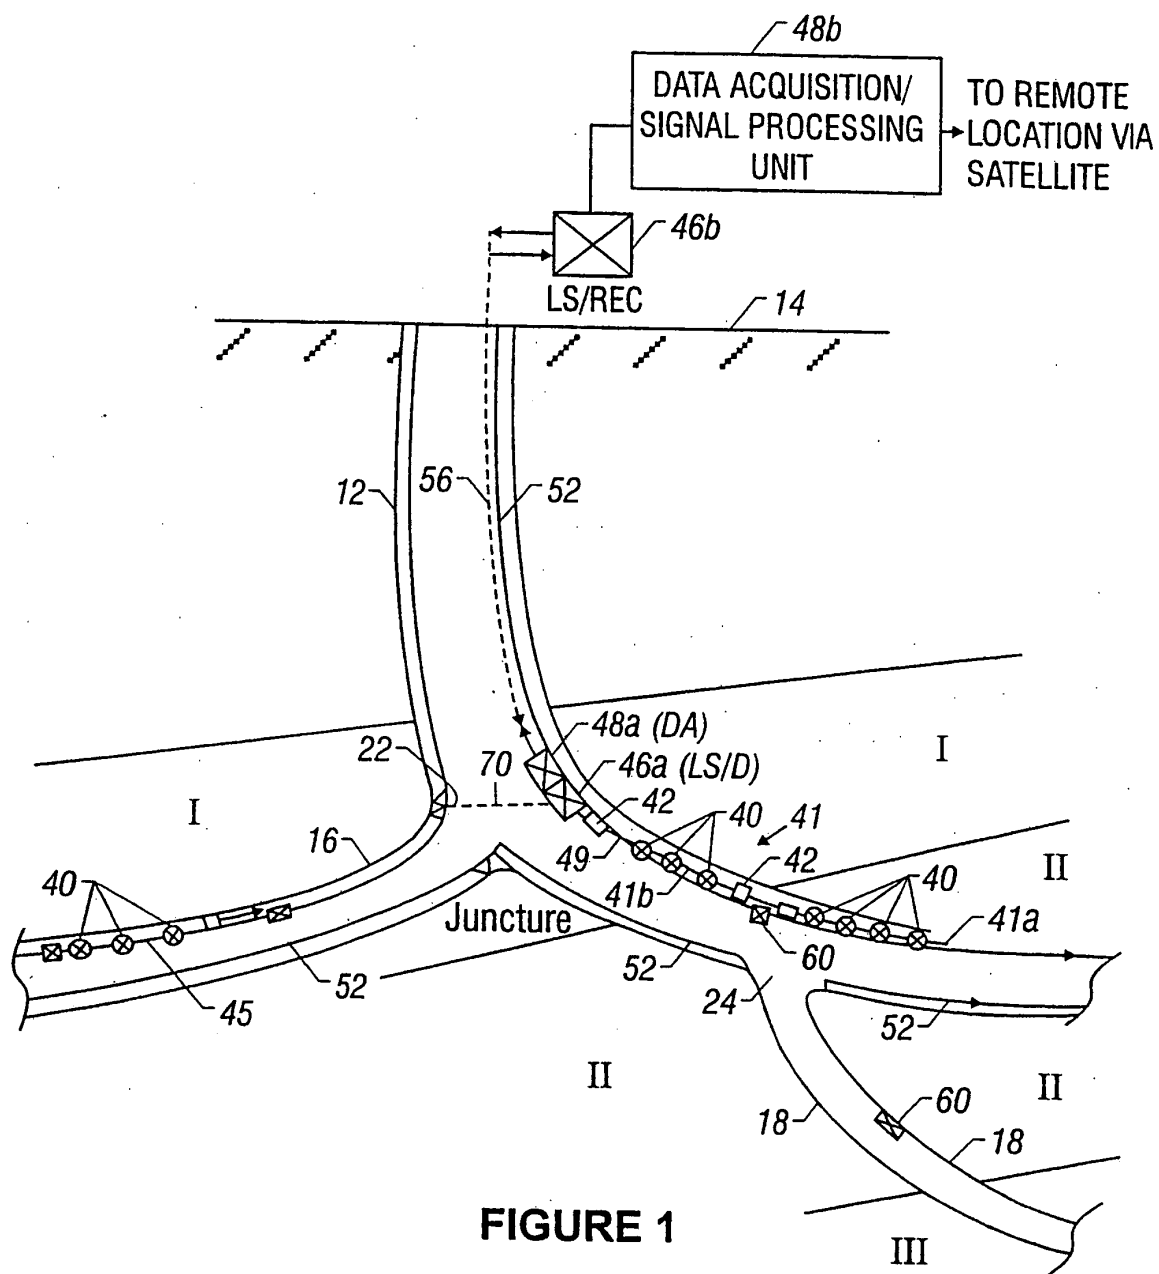 48b
DATA ACQUISITION/
SIGNAL PROCESSING
UNIT
TO REMOTE
LOCATION VIA
SATELLITE
46b
LS/REC
14
12
56
52
48a (DA)
I
22
70
46a (LS/D)
I
42
40
41
16
49
42
II
40
41b
40
41a
Juncture
60
52
52
24
45
52
II
II
60
18
18
FIGURE 1
III